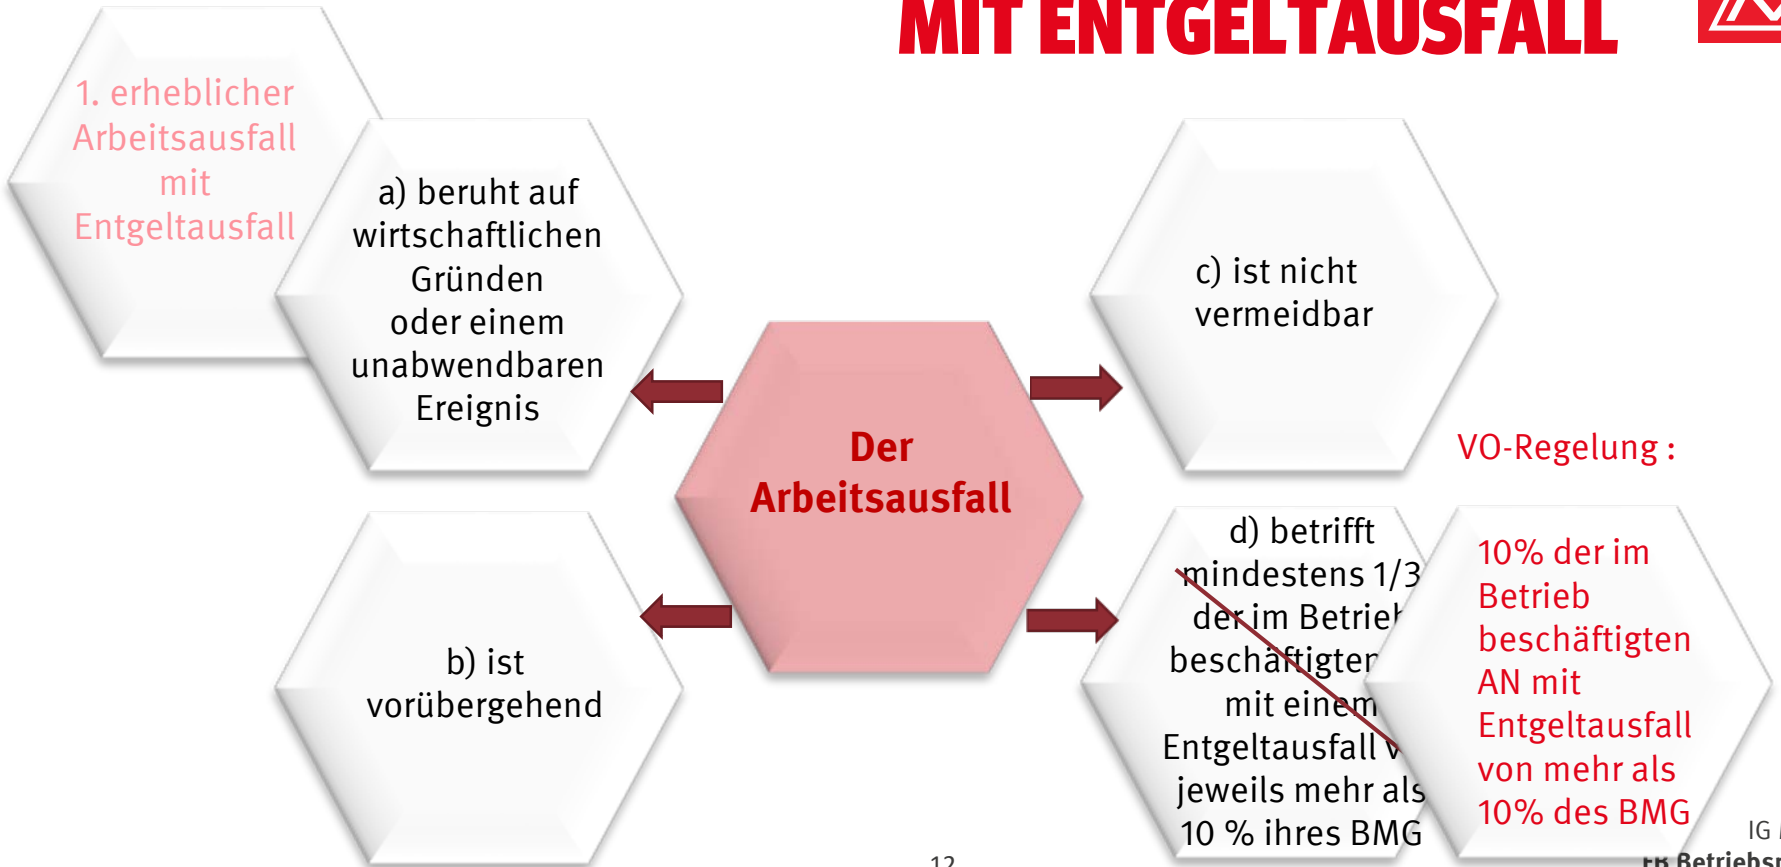 MIT ENTGELTAUSFALL
1. erheblicher
Arbeitsausfall
mit
Entgeltausfall
a) beruht auf
wirtschaftlichen
Gründen
oder einem
unabwendbaren
Ereignis
b) ist
vorübergehend
Der
Arbeitsausfall
c) ist nicht
vermeidbar
d) betrifft
mindestens 1/3
der im Betrieb
beschäftigten
mit einem
Entgeltausfall
jeweils mehr als
10 % ihres BMG
VO-Regelung :
10% der im
Betrieb
beschäftigten
AN mit
Entgeltausfall
von mehr als
10% des BMG
12
IG
FB